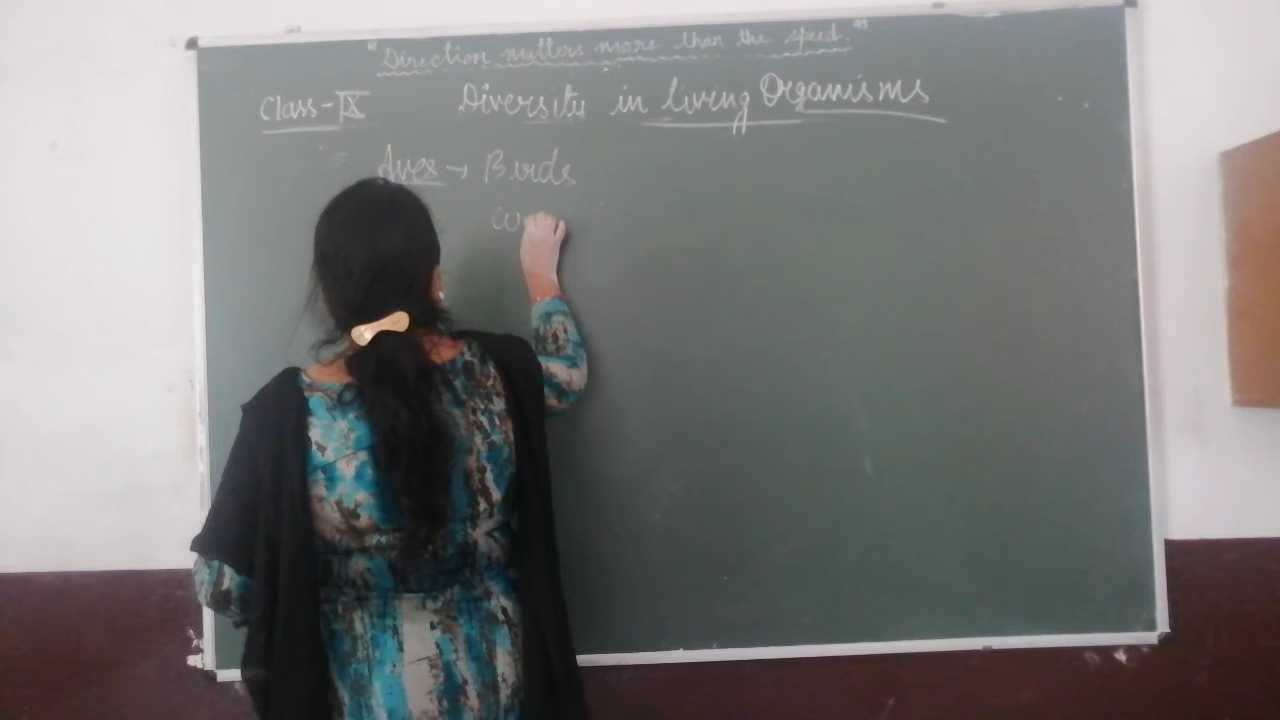 "Direction matters more than the speed."
Class-IX Diversity in living Organisms
Aves → Birds
W